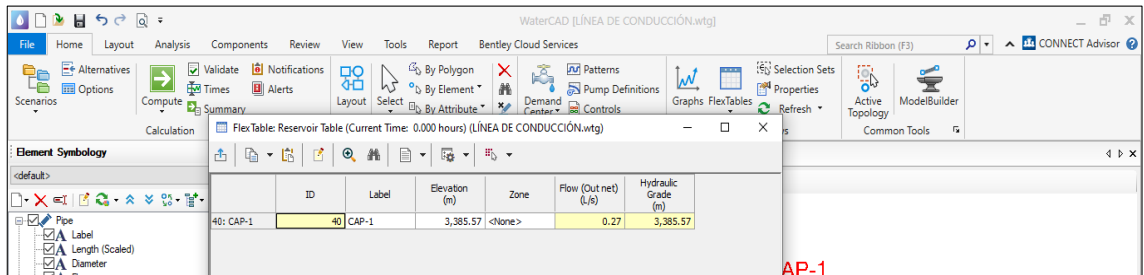 WaterCAD [LÍNEA DE CONDUCCIÓN.wtg]
File Home Layout Analysis Components Review View Tools Report Bentley Cloud Services Search Ribbon (F3) CONNECT Advisor
Scenarios
Alternatives
Options
Compute
Validate
Times
Summary
Notifications
Alerts
Calculation
Layout
Select
By Polygon
By Element
By Attribute
Demand
Center
Patterns
Pump Definitions
Controls
Graphs
FlexTables
Selection Sets
Properties
Refresh
Active
Topology
ModelBuilder
Common Tools
FlexTable: Reservoir Table (Current Time: 0.000 hours) (LÍNEA DE CONDUCCIÓN.wtg)
Element Symbology
<default>
Pipe
Label
Length (Scaled)
Diameter
ID Label Elevation (m) Zone Flow (Out net) (L/s) Hydraulic Grade (m)
40: CAP-1 40 CAP-1 3,385.57 <None> 0.27 3,385.57
AP-1